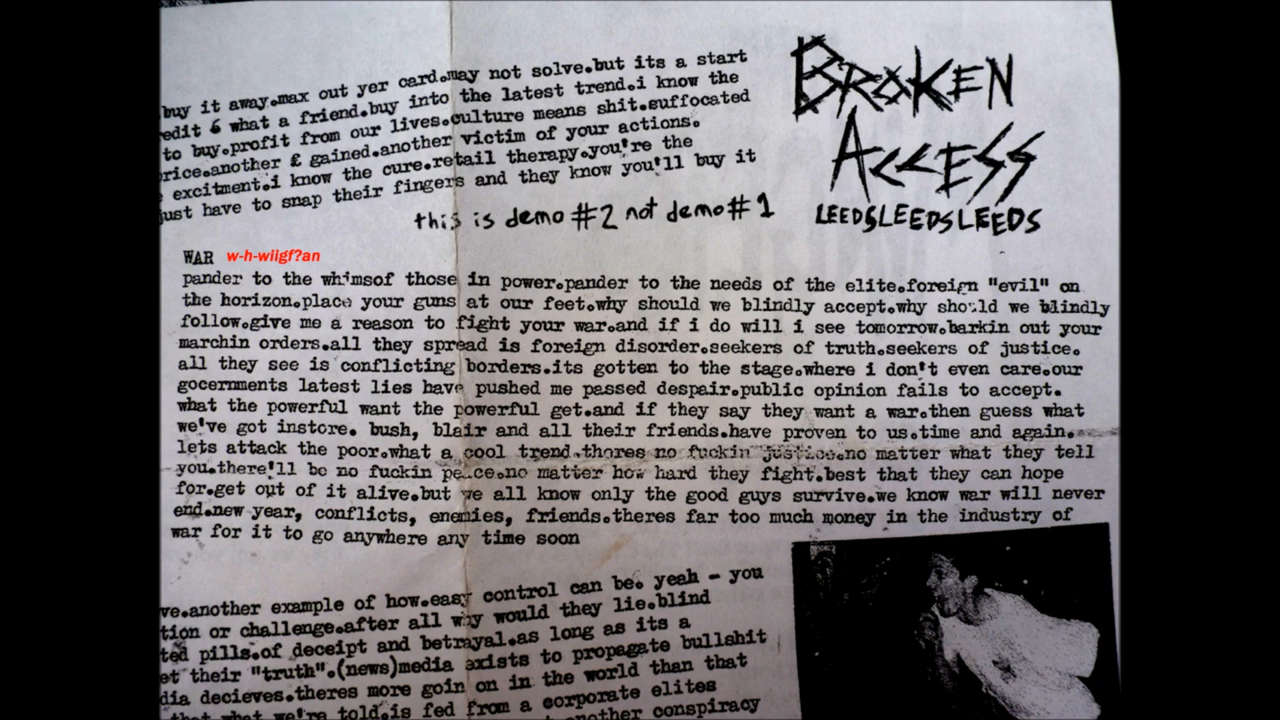 buy it away.max out yer card.may not solve.but its a start
edit 6 what a friend.buy into the latest trend.i know the
to buy.profit from our lives.culture means shit.suffocated
rice.another £ gained.another victim of your actions.
excitment.i know the cure.retail therapy.you're the
just have to snap their fingers and they know you'll buy it
BROKEN
ACCESS
LEEDSLEEDSLEEDS
this is demo #2 not demo #1
WAR w-h-wiigf?an
pander to the whimsof those in power.pander to the needs of the elite.foreign "evil" on
the horizon.place your guns at our feet.why should we blindly accept.why should we blindly
follow.give me a reason to fight your war.and if i do will i see tomorrow.barkin out your
marchin orders.all they spread is foreign disorder.seekers of truth.seekers of justice.
all they see is conflicting borders.its gotten to the stage.where i don't even care.our
gocernments latest lies have pushed me passed despair.public opinion fails to accept.
what the powerful want the powerful get.and if they say they want a war.then guess what
we've got instore. bush, blair and all their friends.have proven to us.time and again.
lets attack the poor.what a cool trend.theres no fuckin justice.no matter what they tell
you.there'll be no fuckin peace.no matter how hard they fight.best that they can hope
for.get out of it alive.but we all know only the good guys survive.we know war will never
end.new year, conflicts, enemies, friends.theres far too much money in the industry of
war for it to go anywhere any time soon
ve.another example of how.easy control can be. yeah - you
tion or challenge.after all why would they lie.blind
ted pills.of deceipt and betrayal.as long as its a
et their "truth".(news)media exists to propagate bullshit
dia decieves.theres more goin on in the world than that
that what we're told.is fed from a corporate elites
another conspiracy